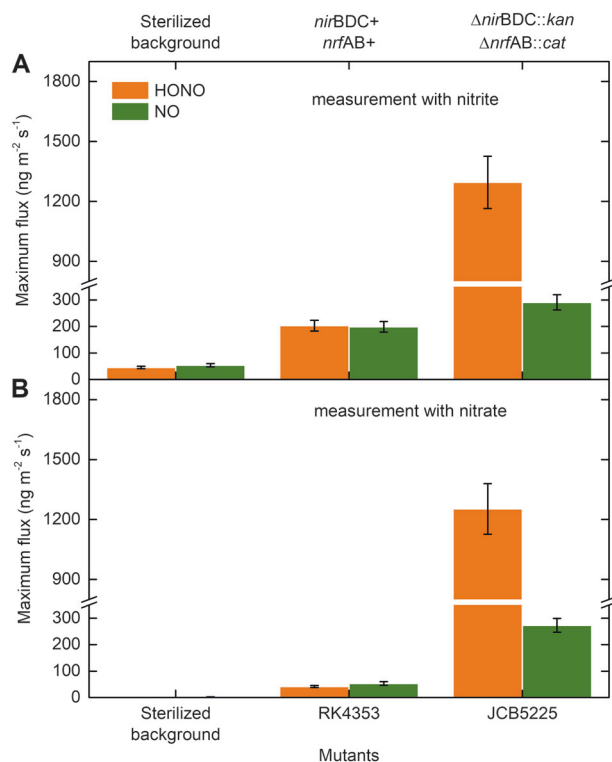 Sterilized
background
nirBDC+
nrfAB+
ΔnirBDC::kan
ΔnrfAB::cat
A
1800
1500
1200
900
300
200
100
0
Maximum flux (ng m⁻² s⁻¹)
HONO
NO
measurement with nitrite
B
1800
1500
1200
900
300
200
100
0
Maximum flux (ng m⁻² s⁻¹)
measurement with nitrate
Sterilized
background
RK4353
JCB5225
Mutants